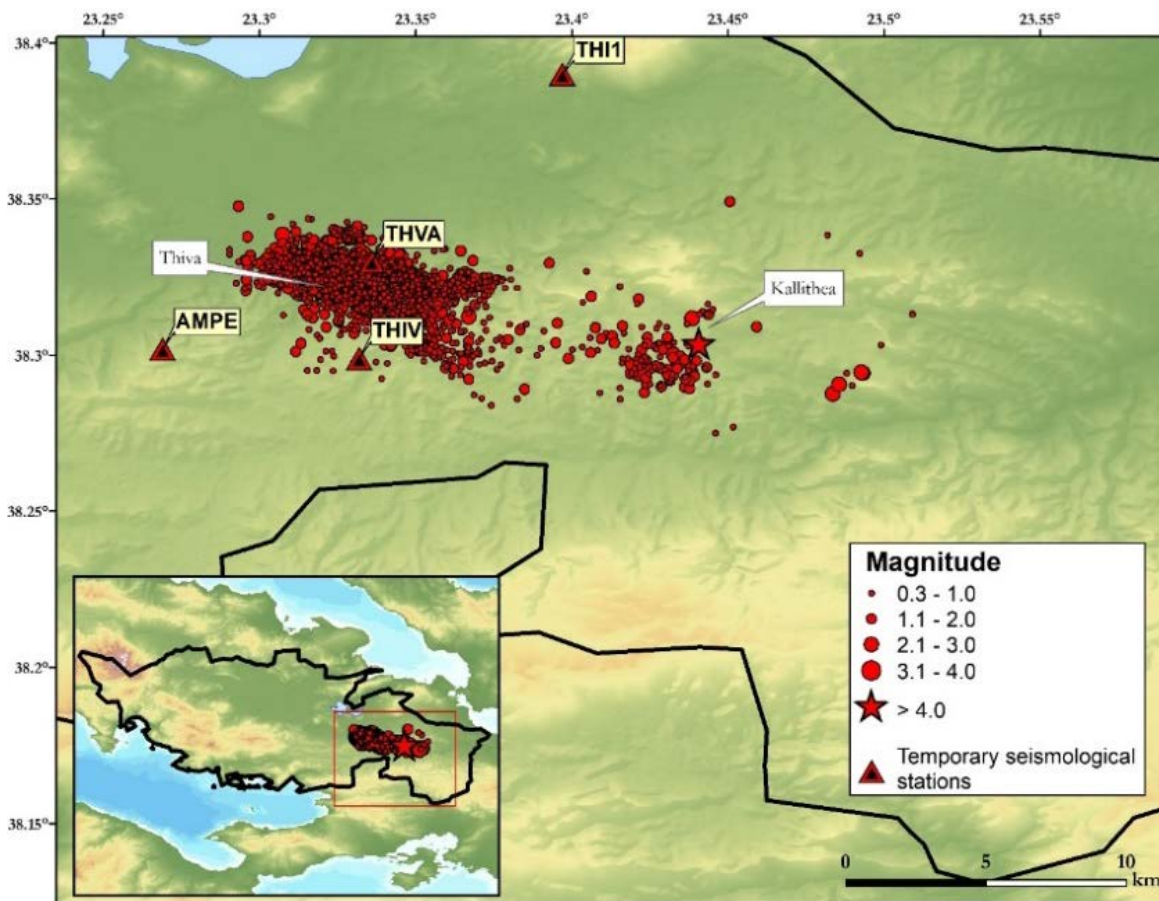 23.25° 23.3° 23.35° 23.4° 23.45° 23.5° 23.55°
38.4°
THI1
38.35°
THVA
Thiva
Kallithea
AMPE
THIV
38.3°
38.25°
Magnitude
0.3 - 1.0
1.1 - 2.0
2.1 - 3.0
3.1 - 4.0
> 4.0
Temporary seismological
stations
38.2°
38.15°
0 5 10
km